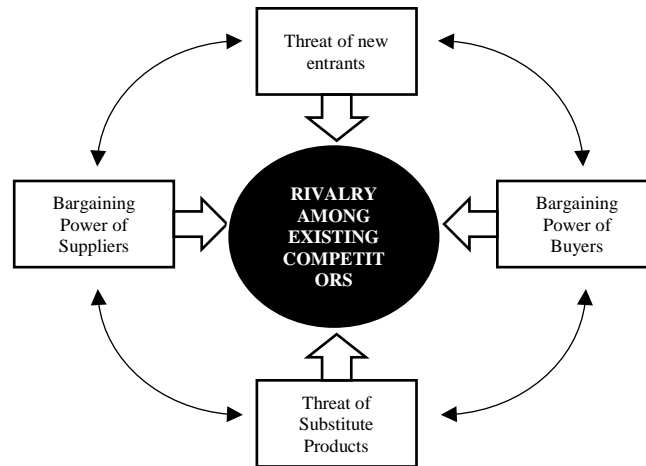 Threat of new
entrants
Bargaining
Power of
Suppliers
RIVALRY
AMONG
EXISTING
COMPETIT
ORS
Bargaining
Power of
Buyers
Threat of
Substitute
Products